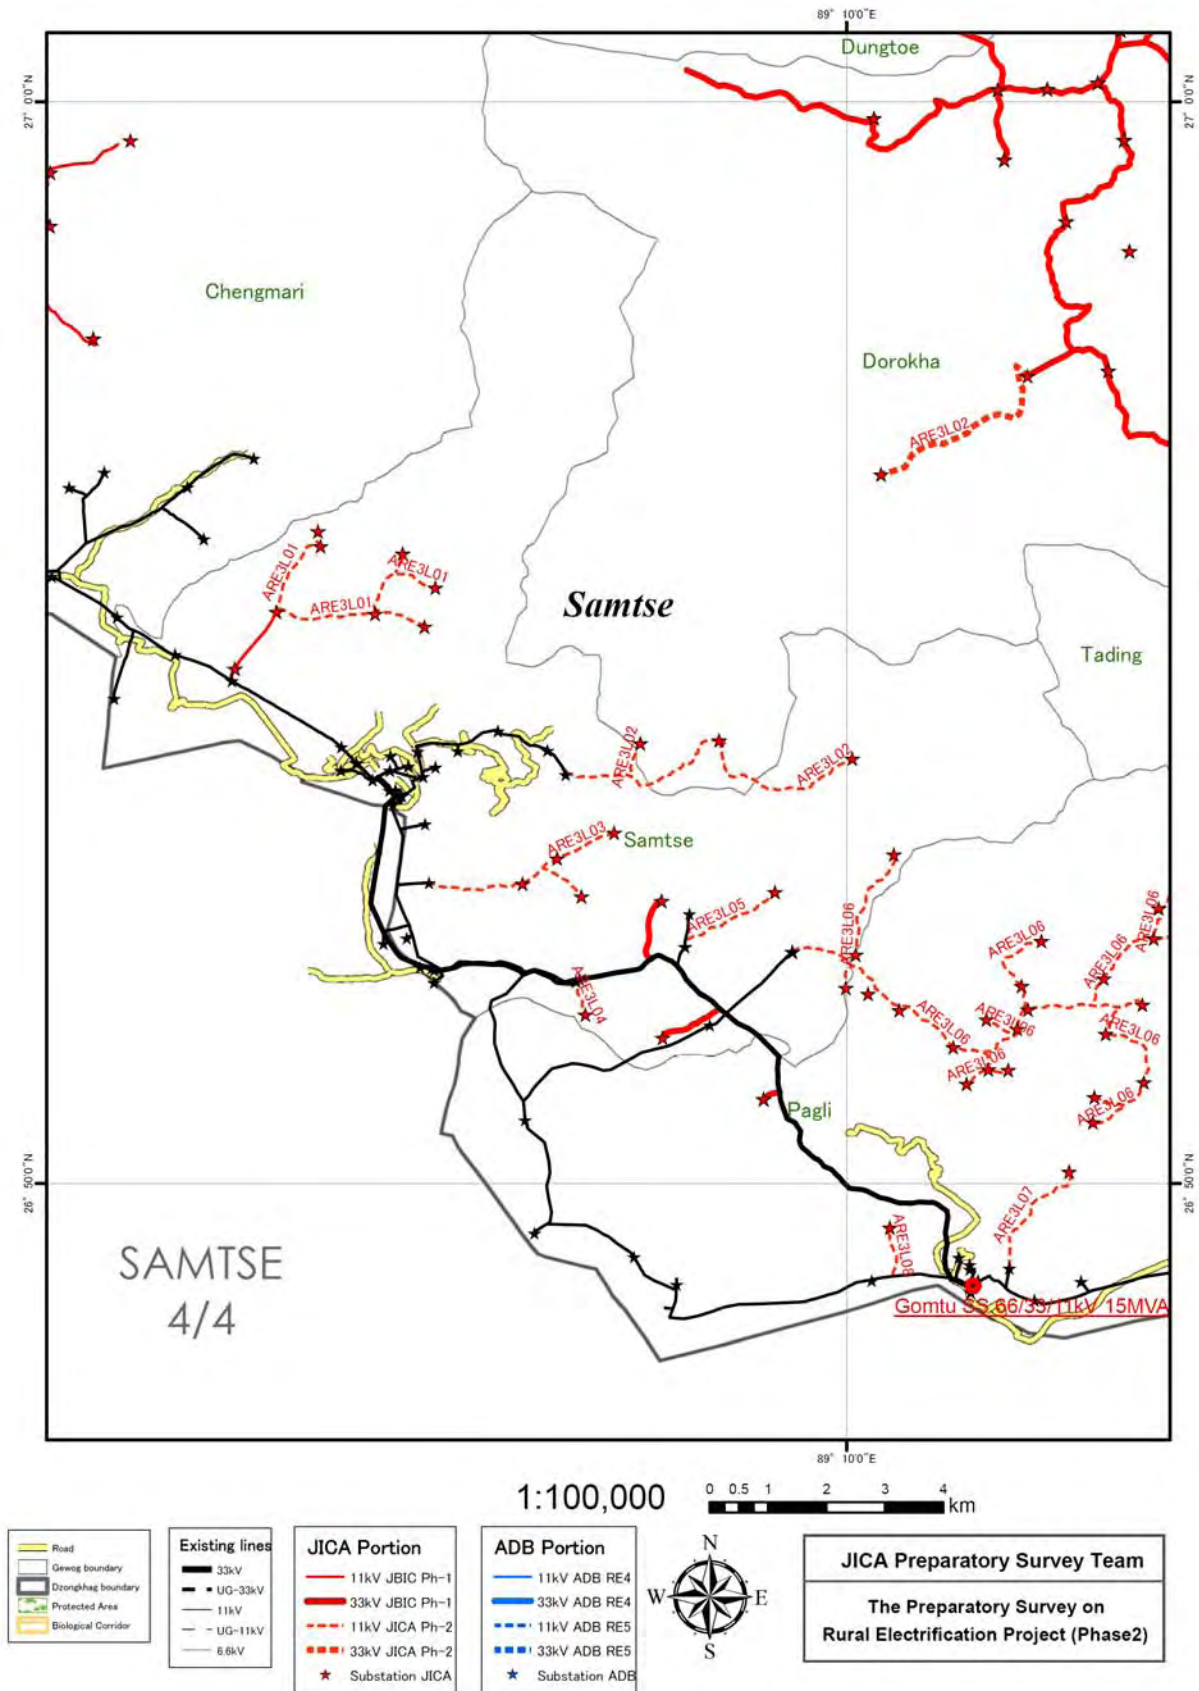 89° 10'0"E
Dungtoe
27° 0'0"N
27° 0'0"N
Chengmari
Dorokha
ARE3L02
ARE3L01
ARE3L01
ARE3L01
Samtse
Tading
ARE3L02
ARE3L02
ARE3L03
Samtse
ARE3L05
ARE3L06
ARE3L06
ARE3L06
ARE3L06
ARE3L04
ARE3L06
ARE3L06
ARE3L06
ARE3L06
ARE3L06
Pagli
26° 50'0"N
26° 50'0"N
ARE3L07
ARE3L08
SAMTSE
4/4
Gomtu SS 66/33/11kV 15MVA
89° 10'0"E
1:100,000
0 0.5 1 2 3 4
km
Road
Gewog boundary
Dzongkhag boundary
Protected Area
Biological Corridor
Existing lines
33kV
UG-33kV
11kV
UG-11kV
6.6kV
JICA Portion
11kV JBIC Ph-1
33kV JBIC Ph-1
11kV JICA Ph-2
33kV JICA Ph-2
Substation JICA
ADB Portion
11kV ADB RE4
33kV ADB RE4
11kV ADB RE5
33kV ADB RE5
Substation ADB
N
W E
S
JICA Preparatory Survey Team
The Preparatory Survey on
Rural Electrification Project (Phase2)